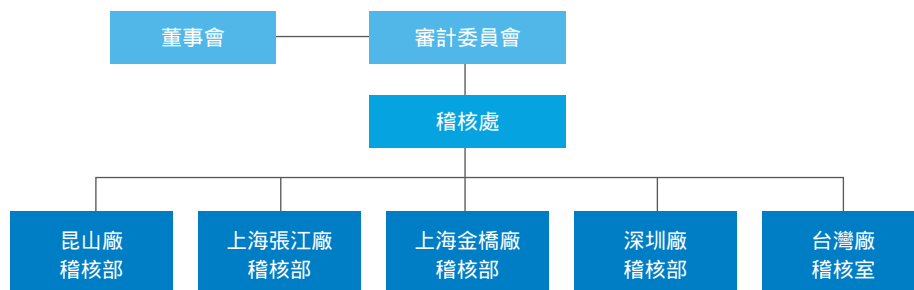 董事會
審計委員會
稽核處
昆山廠
稽核部
上海張江廠
稽核部
上海金橋廠
稽核部
深圳廠
稽核部
台灣廠
稽核室